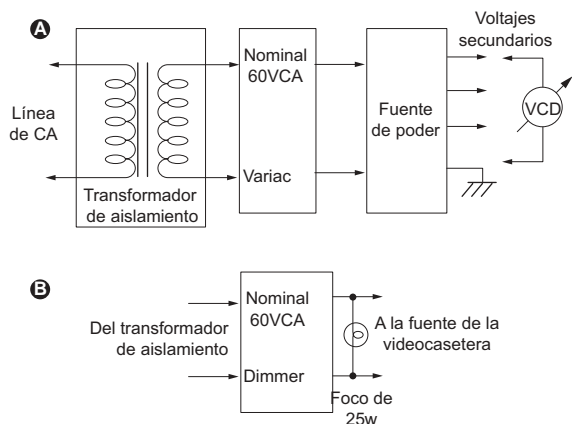 A
Línea
de CA
Transformador
de aislamiento
Nominal
60VCA
Variac
Fuente
de poder
Voltajes
secundarios
VCD
B
Del transformador
de aislamiento
Nominal
60VCA
Dimmer
A la fuente de la
videocasetera
Foco de
25w